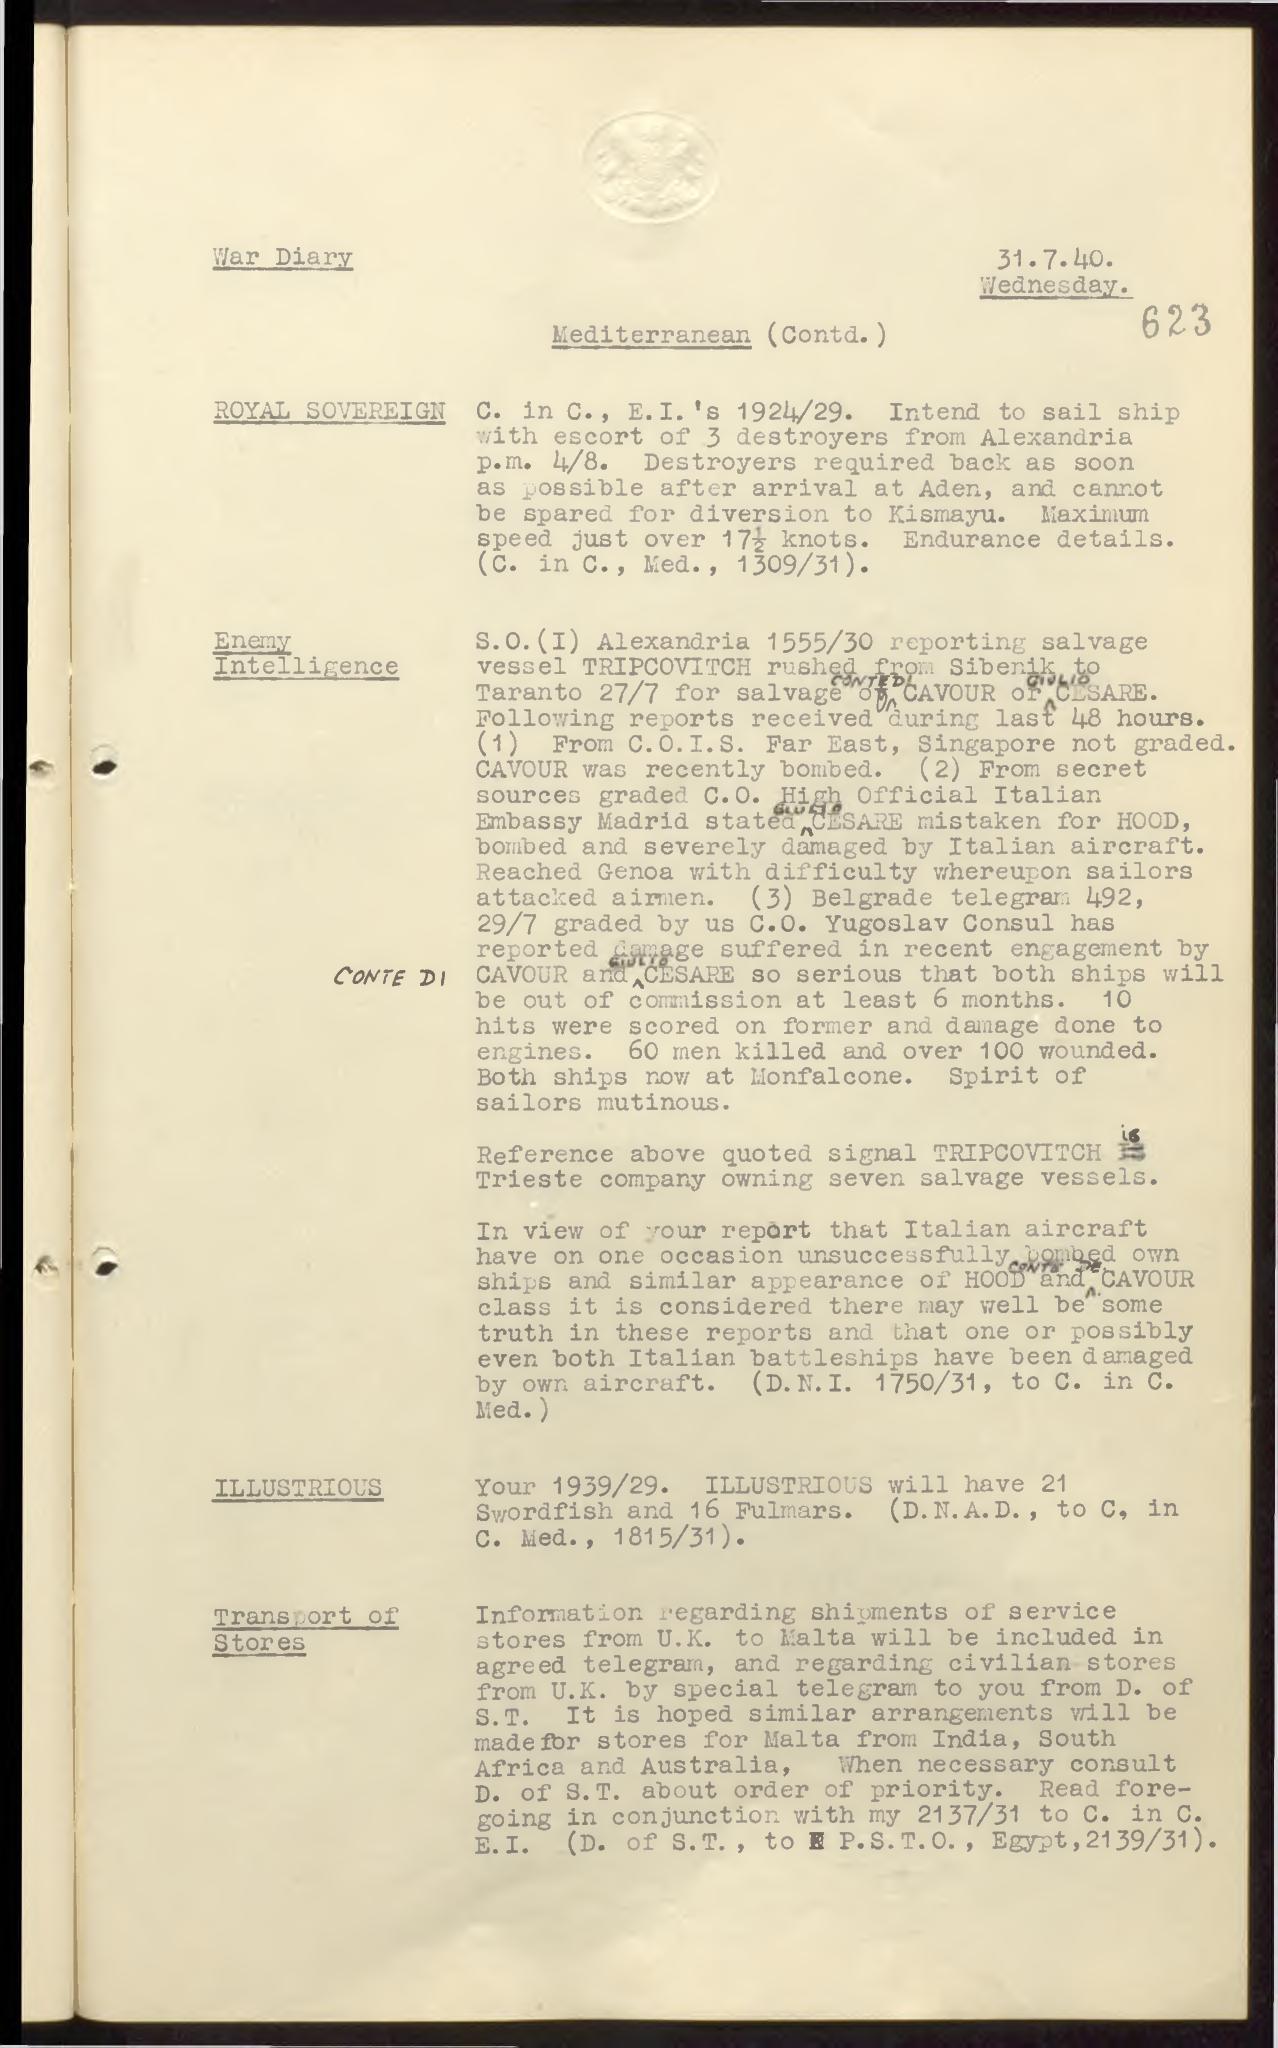 War Diary
31.7.40.
Wednesday.
623
Mediterranean (Contd.)
ROYAL SOVEREIGN C. in C., E.I.'s 1924/29. Intend to sail ship
with escort of 3 destroyers from Alexandria
p.m. 4/8. Destroyers required back as soon
as possible after arrival at Aden, and cannot
be spared for diversion to Kismayu. Maximum
speed just over 17½ knots. Endurance details.
(C. in C., Med., 1309/31).
Enemy S.O.(I) Alexandria 1555/30 reporting salvage
Intelligence vessel TRIPCOVITCH rushed from Sibenik to
Taranto 27/7 for salvage of CONTE DI CAVOUR or GIULIO CESARE.
Following reports received during last 48 hours.
(1) From C.O.I.S. Far East, Singapore not graded.
CAVOUR was recently bombed. (2) From secret
sources graded C.O. High Official Italian
Embassy Madrid stated GIULIO CESARE mistaken for HOOD,
bombed and severely damaged by Italian aircraft.
Reached Genoa with difficulty whereupon sailors
attacked airmen. (3) Belgrade telegram 492,
29/7 graded by us C.O. Yugoslav Consul has
reported damage suffered in recent engagement by
CONTE DI CAVOUR and GIULIO CESARE so serious that both ships will
be out of commission at least 6 months. 10
hits were scored on former and damage done to
engines. 60 men killed and over 100 wounded.
Both ships now at Monfalcone. Spirit of
sailors mutinous.
Reference above quoted signal TRIPCOVITCH is
Trieste company owning seven salvage vessels.
In view of your report that Italian aircraft
have on one occasion unsuccessfully bombed own
ships and similar appearance of HOOD and CONTE DE CAVOUR
class it is considered there may well be some
truth in these reports and that one or possibly
even both Italian battleships have been damaged
by own aircraft. (D.N.I. 1750/31, to C. in C.
Med.)
ILLUSTRIOUS Your 1939/29. ILLUSTRIOUS will have 21
Swordfish and 16 Fulmars. (D.N.A.D., to C, in
C. Med., 1815/31).
Transport of Information regarding shipments of service
Stores stores from U.K. to Malta will be included in
agreed telegram, and regarding civilian stores
from U.K. by special telegram to you from D. of
S.T. It is hoped similar arrangements will be
made for stores for Malta from India, South
Africa and Australia, When necessary consult
D. of S.T. about order of priority. Read fore-
going in conjunction with my 2137/31 to C. in C.
E.I. (D. of S.T., to P.S.T.O., Egypt,2139/31).